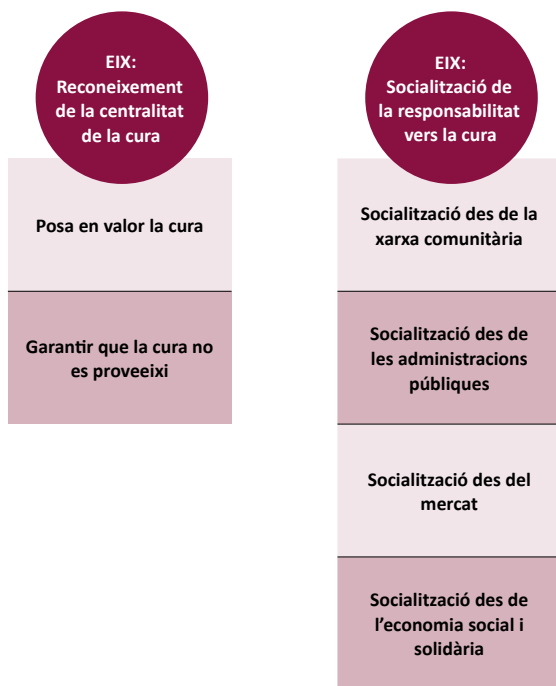 EIX:
Reconeixement
de la centralitat
de la cura
Posa en valor la cura
Garantir que la cura no
es proveeixi
EIX:
Socialització de
la responsabilitat
vers la cura
Socialització des de la
xarxa comunitària
Socialització des de
les administracions
públiques
Socialització des del
mercat
Socialització des de
l’economia social i
solidària